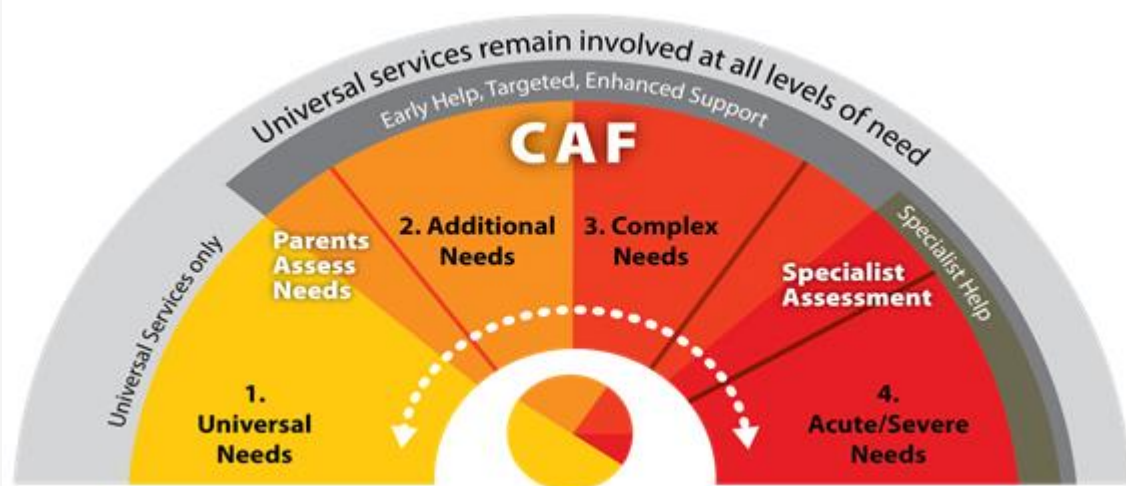 Universal services remain involved at all levels of need
Early Help, Targeted, Enhanced Support
CAF
Universal Services only
Parents
Assess
Needs
2. Additional
Needs
3. Complex
Needs
Specialist
Assessment
Specialist Help
1.
Universal
Needs
4.
Acute/Severe
Needs